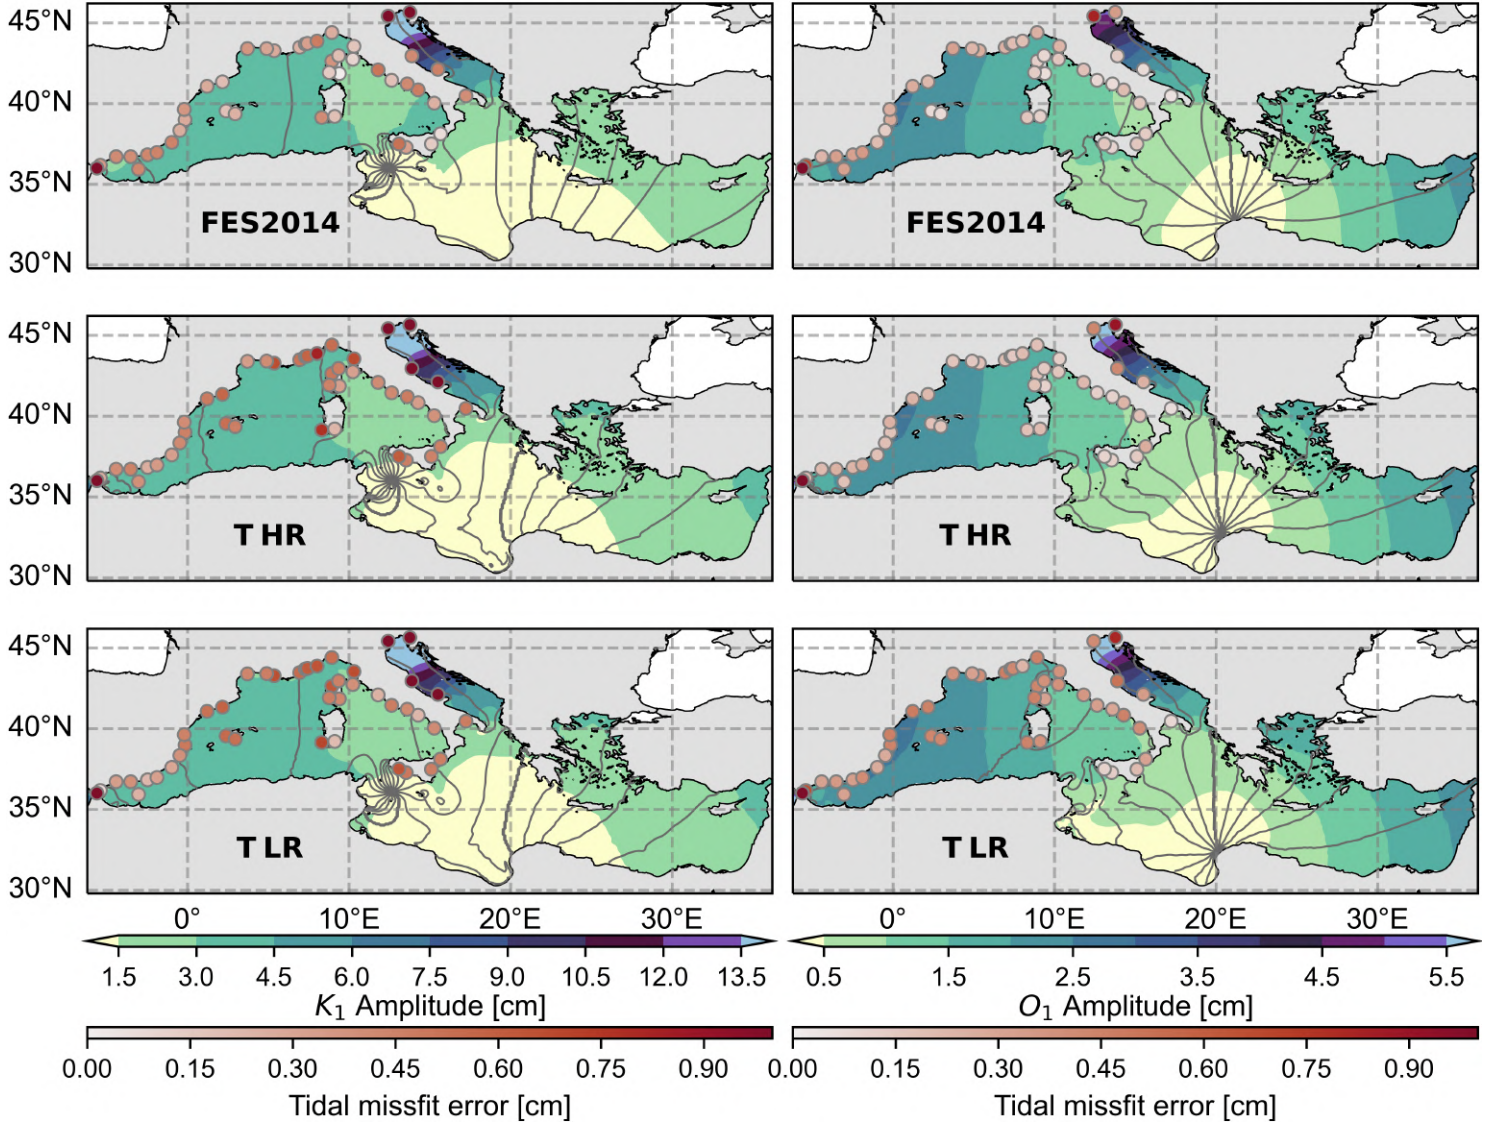 45°N
40°N
35°N
30°N
FES2014
FES2014
45°N
40°N
35°N
30°N
T HR
T HR
45°N
40°N
35°N
30°N
T LR
T LR
0° 10°E 20°E 30°E
0° 10°E 20°E 30°E
1.5 3.0 4.5 6.0 7.5 9.0 10.5 12.0 13.5
0.5 1.5 2.5 3.5 4.5 5.5
K₁ Amplitude [cm]
O₁ Amplitude [cm]
0.00 0.15 0.30 0.45 0.60 0.75 0.90
0.00 0.15 0.30 0.45 0.60 0.75 0.90
Tidal missfit error [cm]
Tidal missfit error [cm]